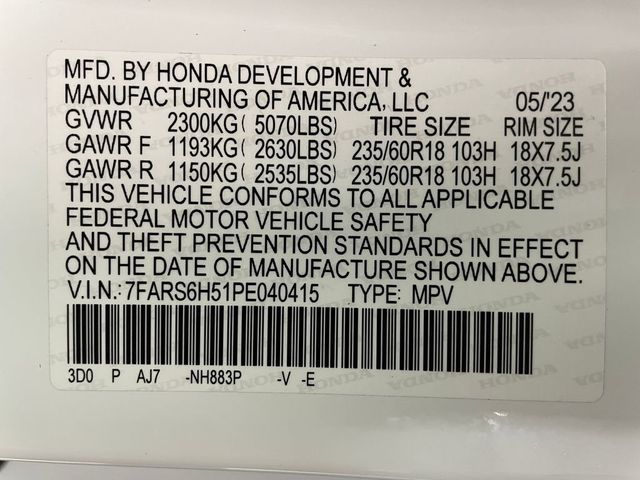 MFD. BY HONDA DEVELOPMENT &
MANUFACTURING OF AMERICA, LLC 05/'23
GVWR 2300KG( 5070LBS) TIRE SIZE RIM SIZE
GAWR F 1193KG( 2630LBS) 235/60R18 103H 18X7.5J
GAWR R 1150KG( 2535LBS) 235/60R18 103H 18X7.5J
THIS VEHICLE CONFORMS TO ALL APPLICABLE
FEDERAL MOTOR VEHICLE SAFETY
AND THEFT PREVENTION STANDARDS IN EFFECT
ON THE DATE OF MANUFACTURE SHOWN ABOVE.
V.I.N.:7FARS6H51PE040415 TYPE: MPV
3D0 P AJ7 -NH883P -V -E